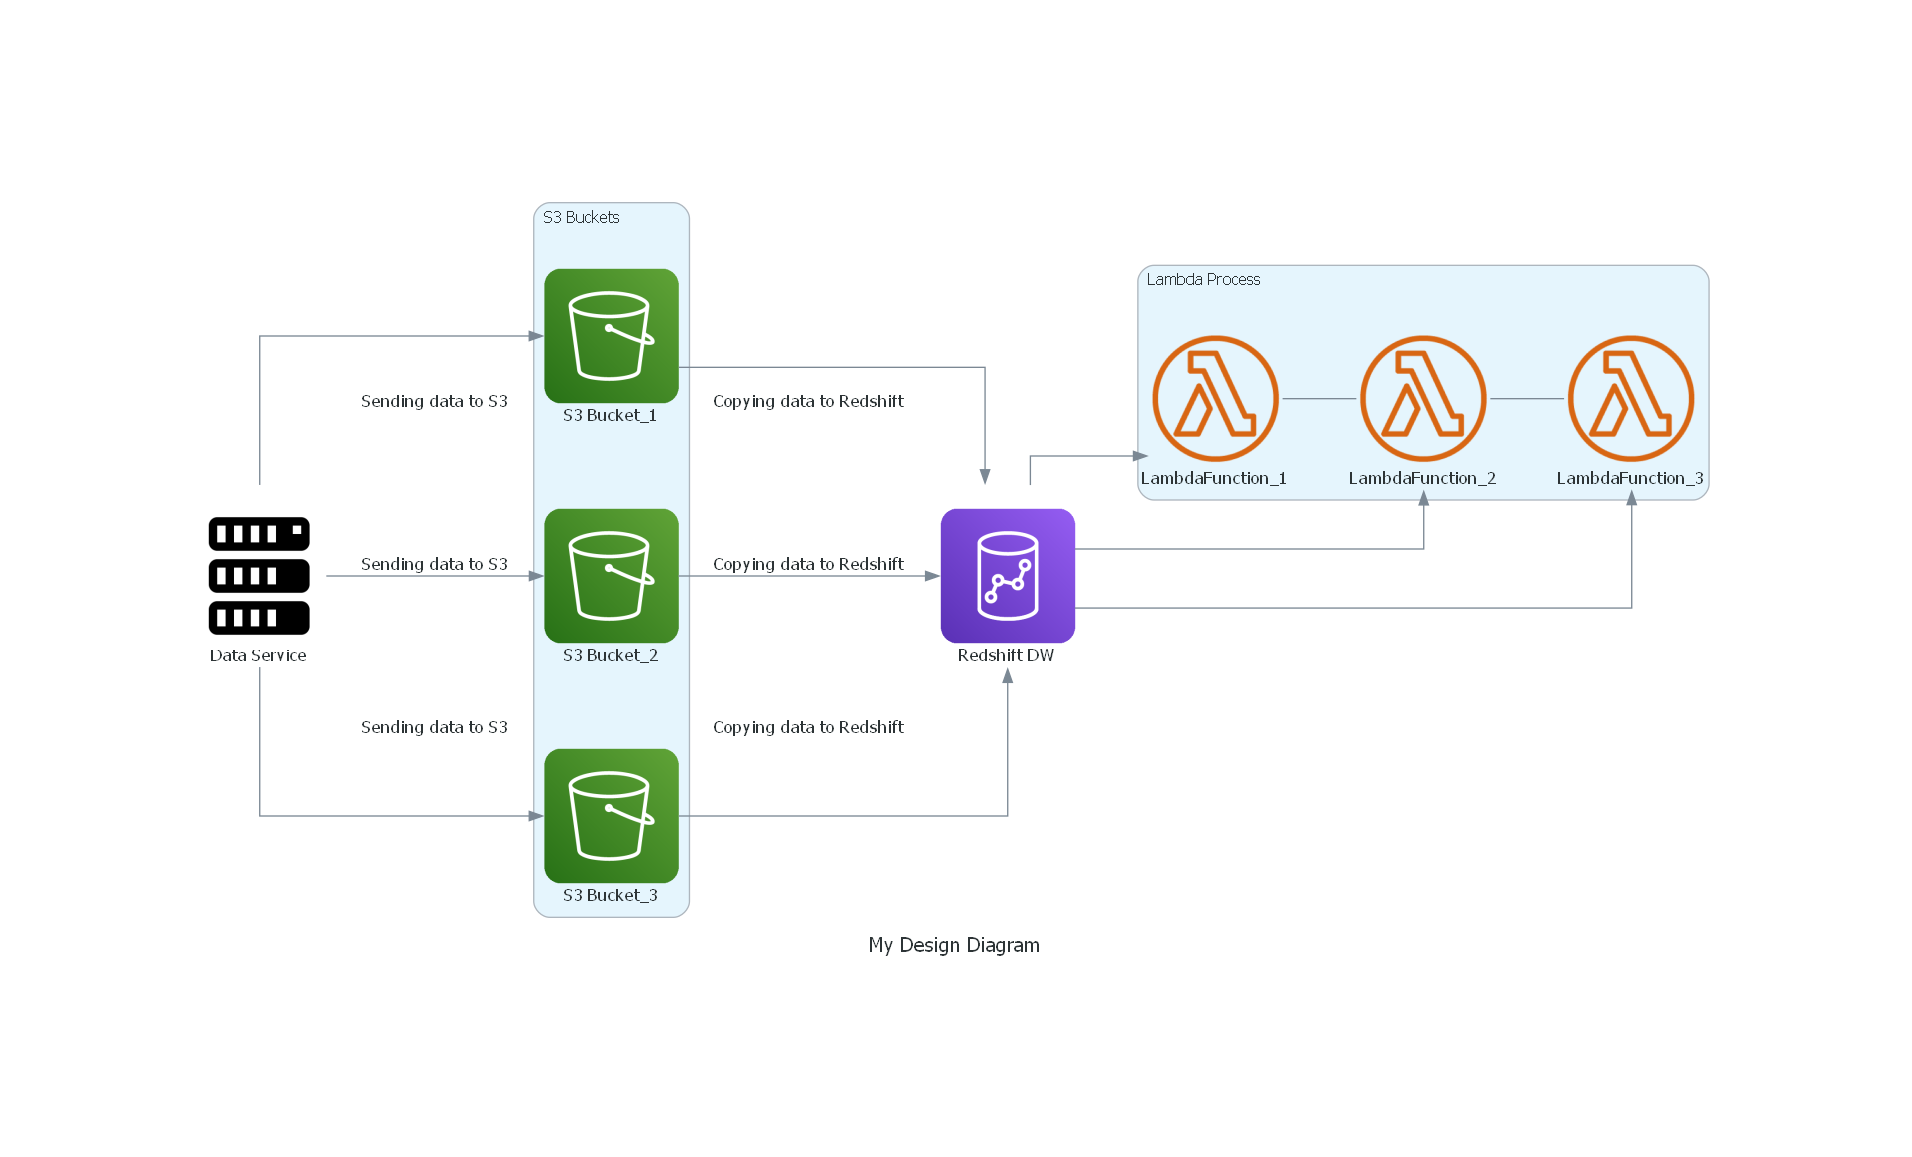 S3 Buckets
Lambda Process
Sending data to S3
S3 Bucket_1
Copying data to Redshift
LambdaFunction_1
LambdaFunction_2
LambdaFunction_3
Sending data to S3
Copying data to Redshift
Data Service
S3 Bucket_2
Redshift DW
Sending data to S3
Copying data to Redshift
S3 Bucket_3
My Design Diagram